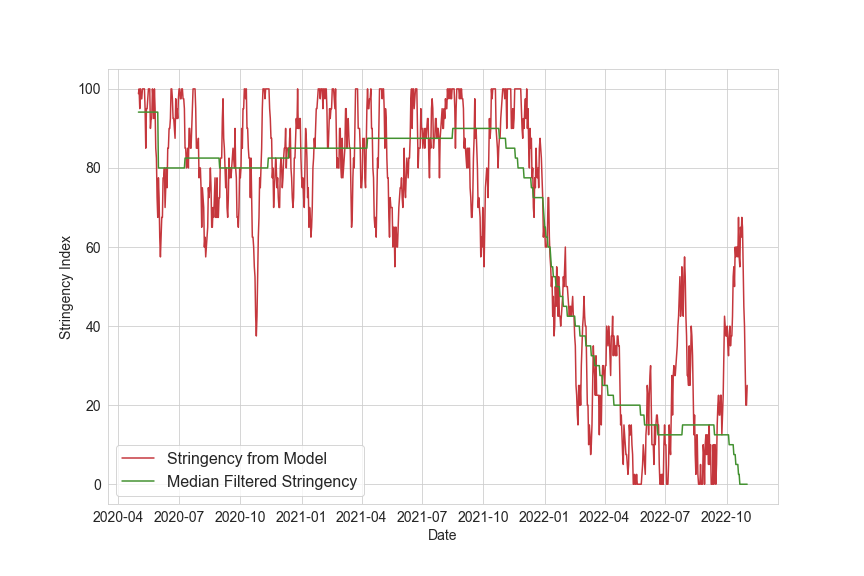 100
80
60
40
20
0
Stringency Index
Stringency from Model
Median Filtered Stringency
2020-04 2020-07 2020-10 2021-01 2021-04 2021-07 2021-10 2022-01 2022-04 2022-07 2022-10
Date